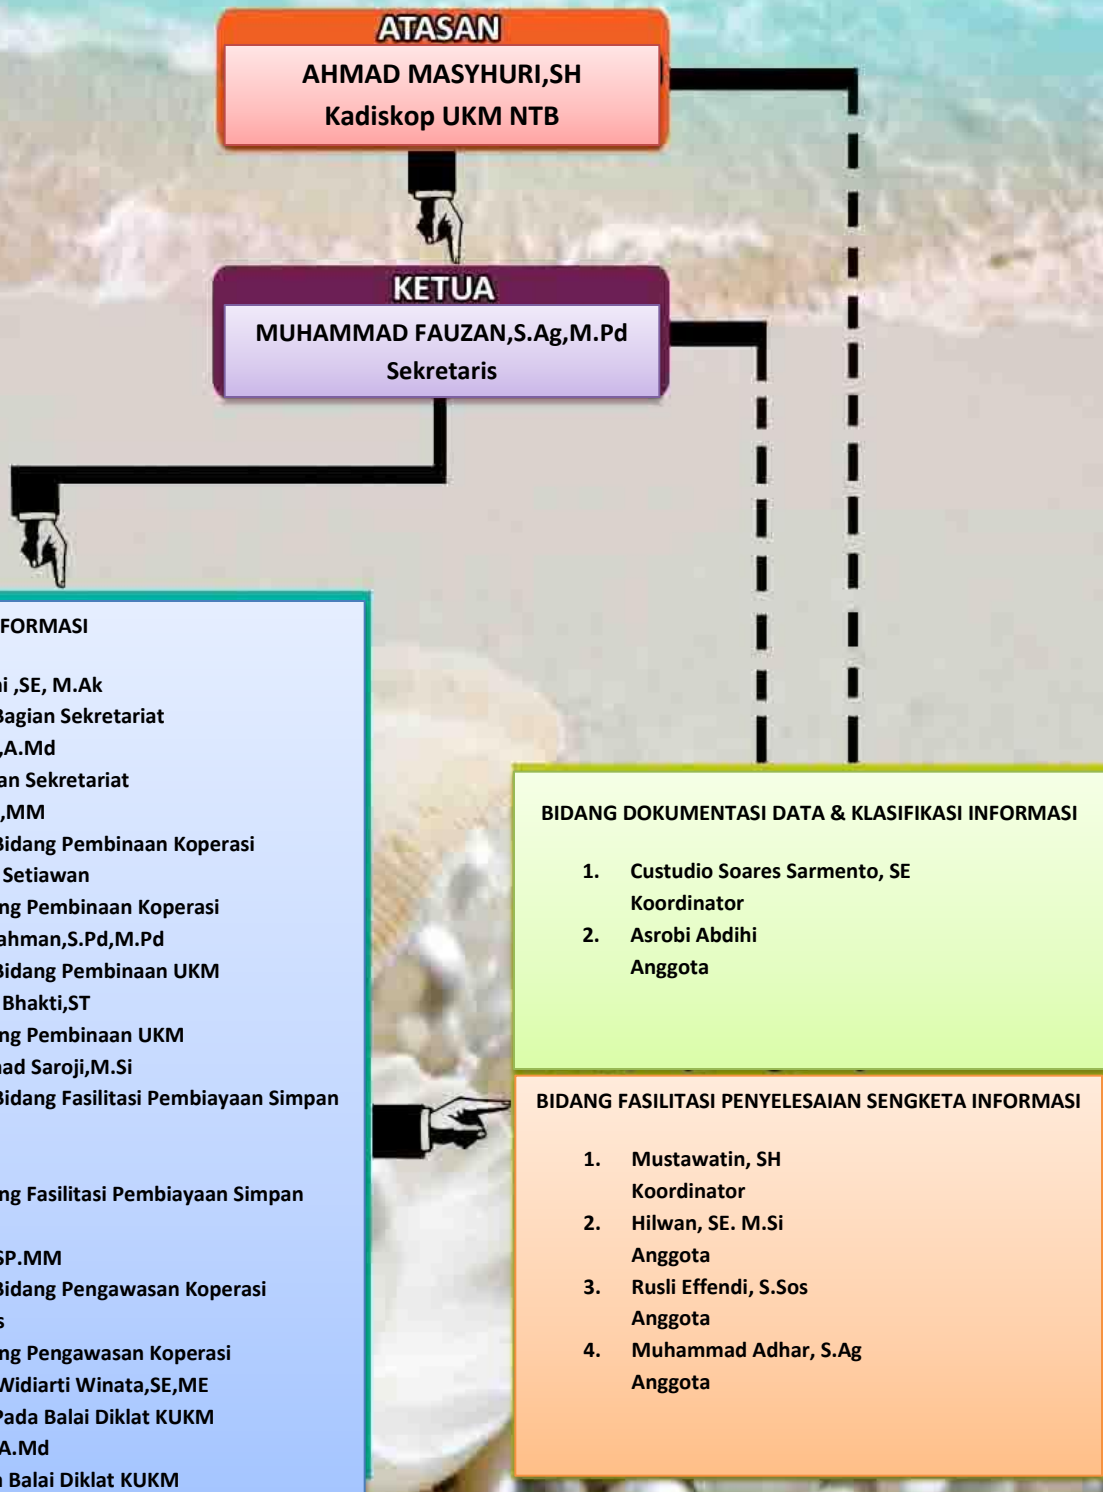 ATASAN
AHMAD MASYHURI,SH
Kadiskop UKM NTB
KETUA
MUHAMMAD FAUZAN,S.Ag,M.Pd
Sekretaris
FORMASI
i ,SE, M.Ak
Bagian Sekretariat
,A.Md
an Sekretariat
,MM
Bidang Pembinaan Koperasi
Setiawan
ng Pembinaan Koperasi
ahman,S.Pd,M.Pd
Bidang Pembinaan UKM
Bhakti,ST
ng Pembinaan UKM
ad Saroji,M.Si
Bidang Fasilitasi Pembiayaan Simpan
ng Fasilitasi Pembiayaan Simpan
SP.MM
Bidang Pengawasan Koperasi
s
ng Pengawasan Koperasi
Widiarti Winata,SE,ME
Pada Balai Diklat KUKM
A.Md
Balai Diklat KUKM
BIDANG DOKUMENTASI DATA & KLASIFIKASI INFORMASI
1. Custudio Soares Sarmento, SE
Koordinator
2. Asrobi Abdihi
Anggota
BIDANG FASILITASI PENYELESAIAN SENGKETA INFORMASI
1. Mustawatin, SH
Koordinator
2. Hilwan, SE. M.Si
Anggota
3. Rusli Effendi, S.Sos
Anggota
4. Muhammad Adhar, S.Ag
Anggota